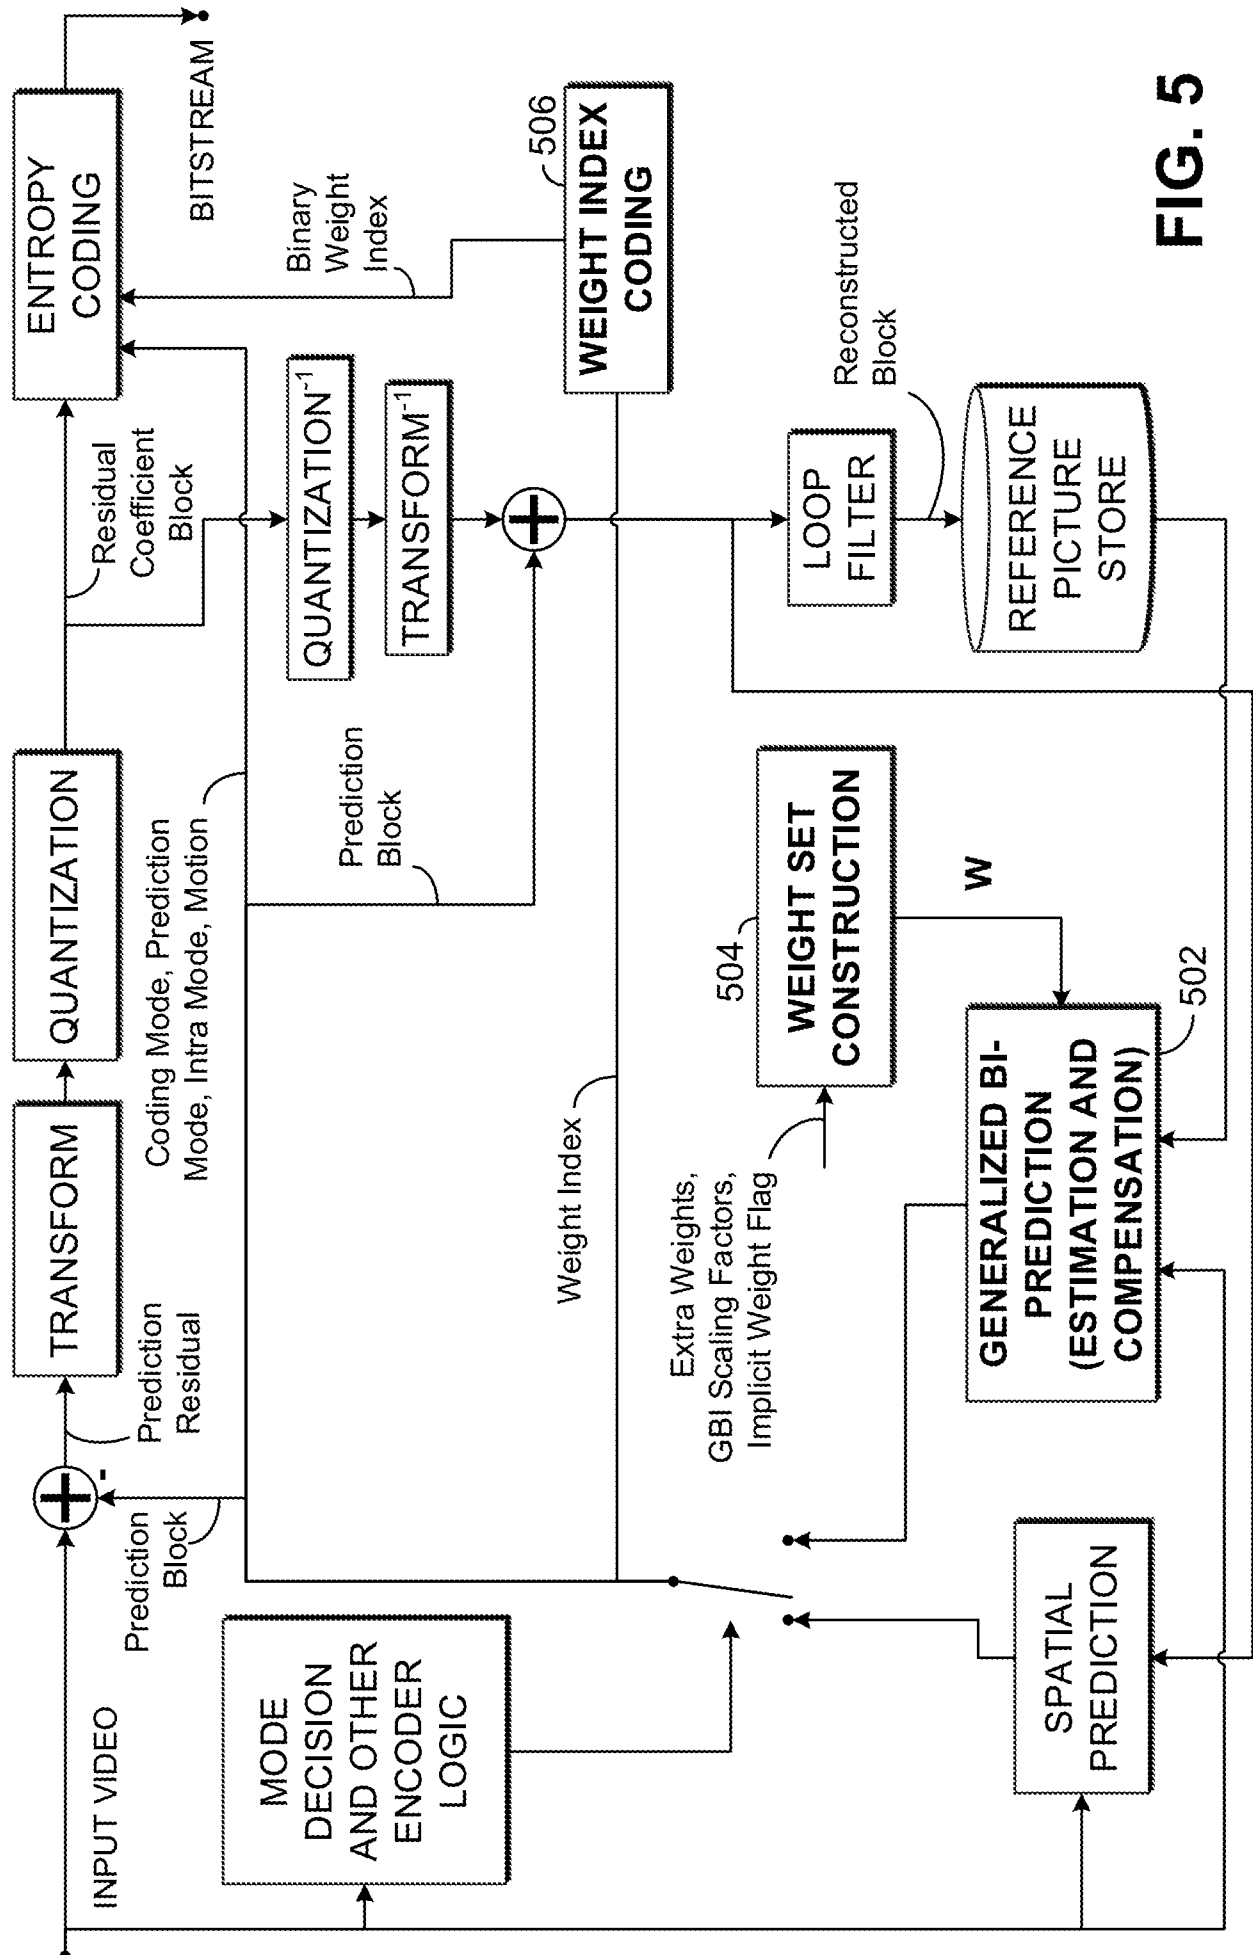 INPUT VIDEO
-
Prediction
Residual
TRANSFORM
QUANTIZATION
Residual
Coefficient
Block
ENTROPY
CODING
BITSTREAM
Prediction
Block
Coding Mode, Prediction
Mode, Intra Mode, Motion
QUANTIZATION-1
TRANSFORM-1
Binary
Weight
Index
MODE
DECISION
AND OTHER
ENCODER
LOGIC
Prediction
Block
506
WEIGHT INDEX
CODING
Weight Index
Extra Weights,
GBI Scaling Factors,
Implicit Weight Flag
504
WEIGHT SET
CONSTRUCTION
W
LOOP
FILTER
Reconstructed
Block
SPATIAL
PREDICTION
GENERALIZED BI-
PREDICTION
(ESTIMATION AND
COMPENSATION)
502
REFERENCE
PICTURE
STORE
FIG. 5